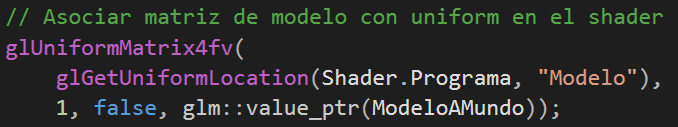 // Asociar matriz de modelo con uniform en el shader
glUniformMatrix4fv(
glGetUniformLocation(Shader.Programa, "Modelo"),
1, false, glm::value_ptr(ModeloAMundo));